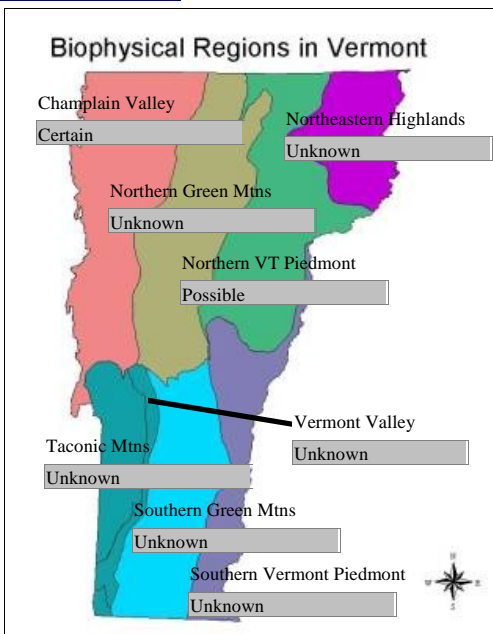 Biophysical Regions in Vermont
Champlain Valley
Certain
Northeastern Highlands
Unknown
Northern Green Mtns
Unknown
Northern VT Piedmont
Possible
Vermont Valley
Unknown
Taconic Mtns
Unknown
Southern Green Mtns
Unknown
Southern Vermont Piedmont
Unknown
N
W E
S